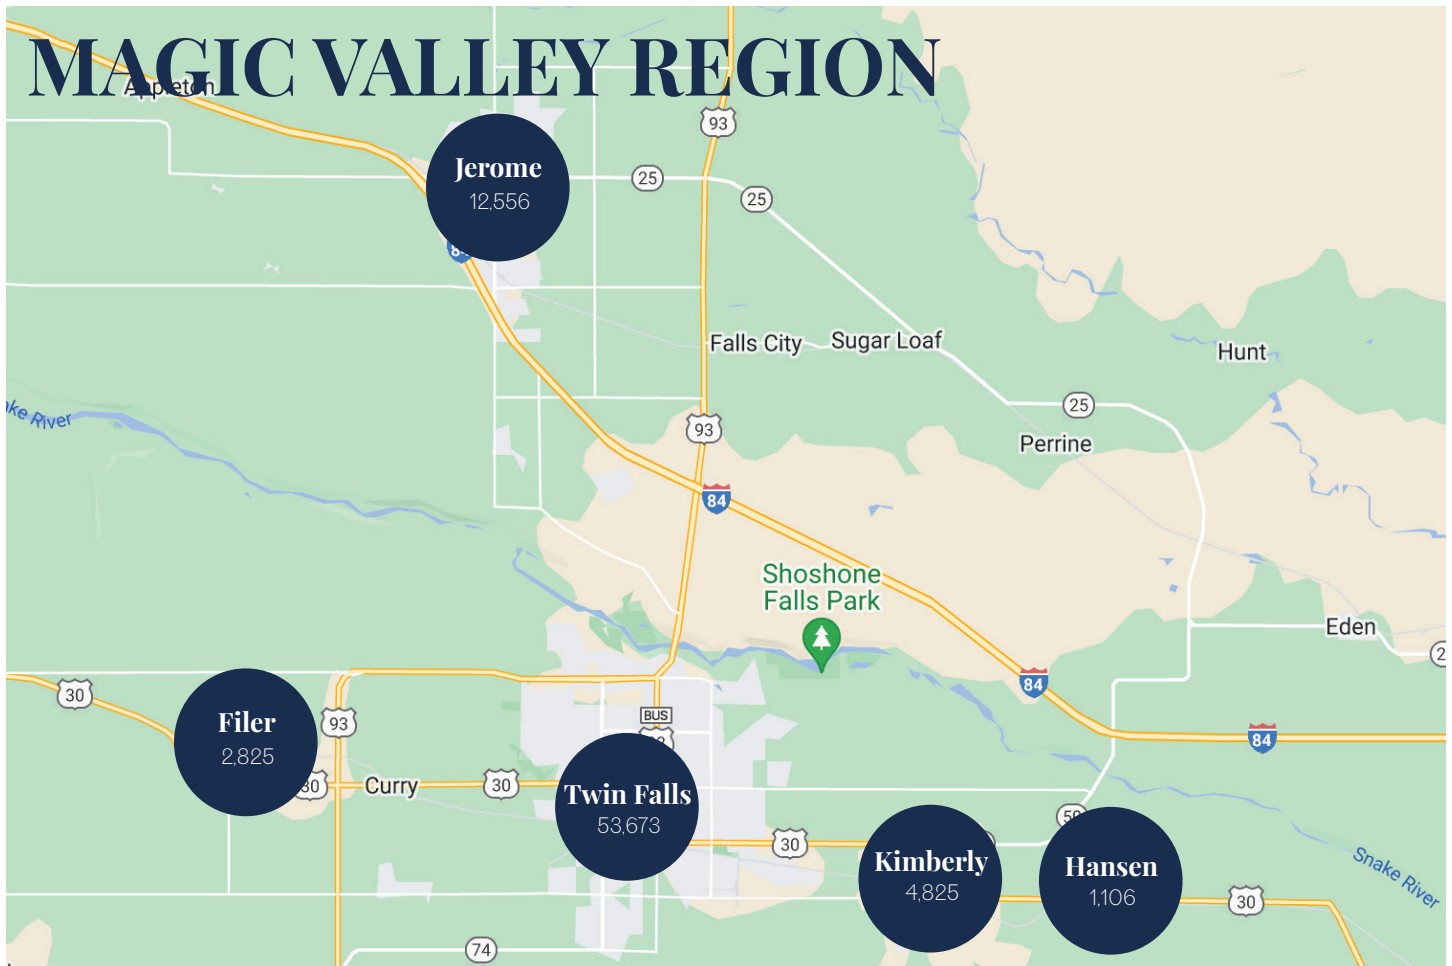 MAGIC VALLEY REGION
Appleton
93
Jerome
12,556
25
25
84
Falls City
Sugar Loaf
Hunt
25
93
Perrine
84
Shoshone
Falls Park
Eden
30
84
Filer
2,825
93
BUS
84
30
Curry
30
Twin Falls
53,673
50
30
Kimberly
4,825
Hansen
1,106
Snake River
30
74